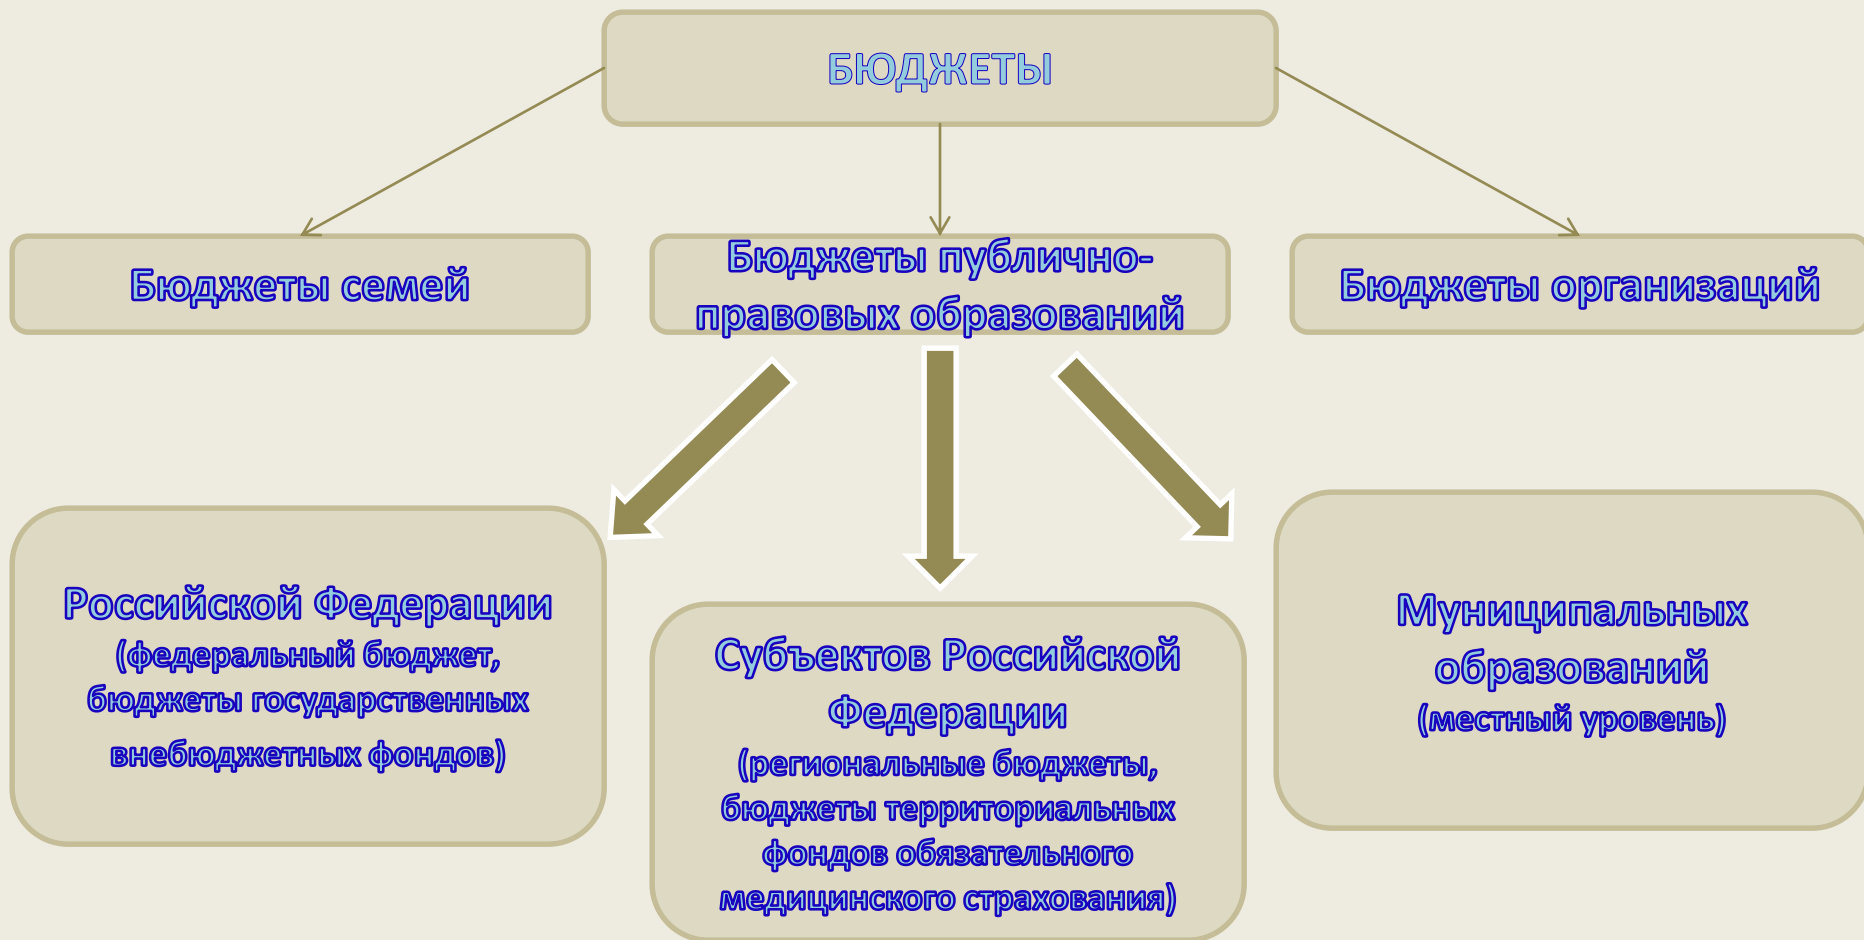 БЮДЖЕТЫ
Бюджеты семей
Бюджеты публично-
правовых образований
Бюджеты организаций
Российской Федерации
(федеральный бюджет,
бюджеты государственных
внебюджетных фондов)
Субъектов Российской
Федерации
(региональные бюджеты,
бюджеты территориальных
фондов обязательного
медицинского страхования)
Муниципальных
образований
(местный уровень)